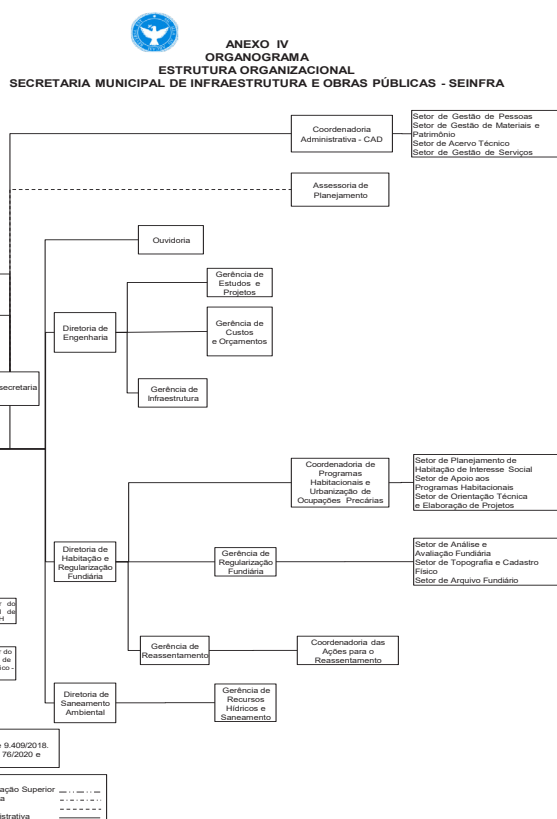 ANEXO IV
ORGANOGRAMA
ESTRUTURA ORGANIZACIONAL
SECRETARIA MUNICIPAL DE INFRAESTRUTURA E OBRAS PÚBLICAS - SEINFRA
Coordenadoria
Administrativa - CAD
Setor de Gestão de Pessoas
Setor de Gestão de Materiais e
Patrimônio
Setor de Acervo Técnico
Setor de Gestão de Serviços
Assessoria de
Planejamento
Ouvidoria
Gerência de
Estudos e
Projetos
Diretoria de
Engenharia
Gerência de
Custos
e Orçamentos
secretaria
Gerência de
Infraestrutura
Coordenadoria de
Programas
Habitacionais e
Urbanização de
Ocupações Precárias
Setor de Planejamento de
Habitação de Interesse Social
Setor de Apoio aos
Programas Habitacionais
Setor de Orientação Técnica
e Elaboração de Projetos
Diretoria de
Habitação e
Regularização
Fundiária
Gerência de
Regularização
Fundiária
Setor de Análise e
Avaliação Fundiária
Setor de Topografia e Cadastro
Físico
Setor de Arquivo Fundiário
r do
l de
H
Gerência de
Reassentamento
Coordenadoria das
Ações para o
Reassentamento
r do
de
ico -
Diretoria de
Saneamento
Ambiental
Gerência de
Recursos
Hídricos e
Saneamento
e 9.409/2018.
76/2020 e
ação Superior
a
istrativa